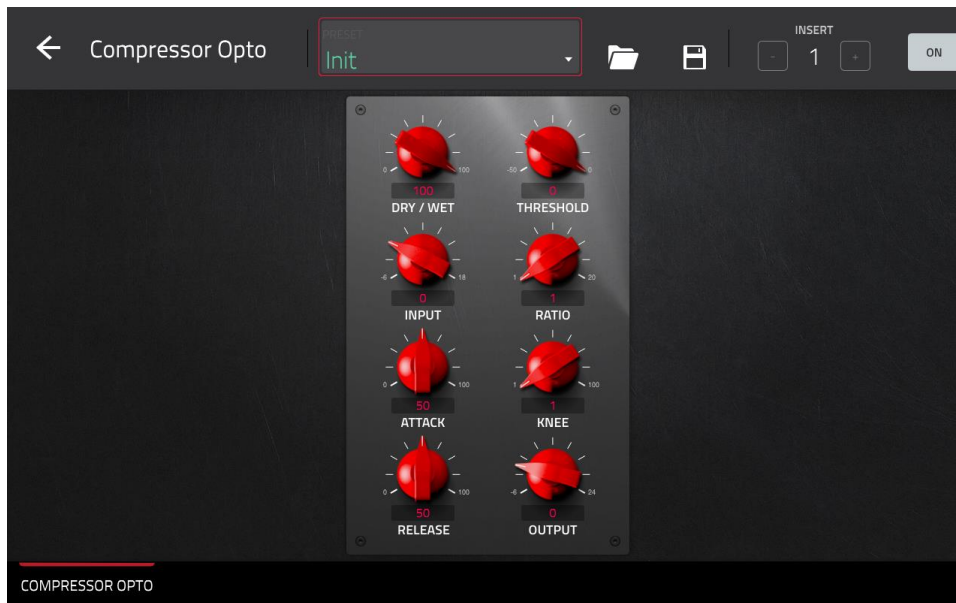 Compressor Opto
PRESET
Init
INSERT
- 1 +
ON
0 100
100
DRY / WET
-50 0
0
THRESHOLD
-6 18
0
INPUT
1 20
1
RATIO
0 100
50
ATTACK
1 100
1
KNEE
0 100
50
RELEASE
-6 24
0
OUTPUT
COMPRESSOR OPTO